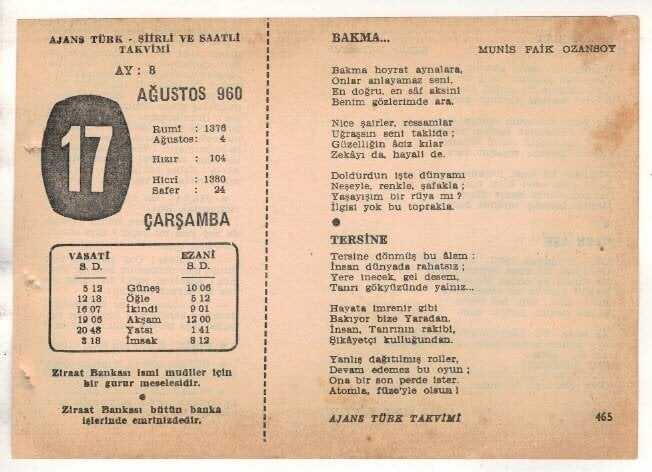 AJANS TÜRK - ŞİİRLİ VE SAATLİ
TAKVİMİ
AY : 8
AĞUSTOS 960
17
Rumî : 1376
Ağustos: 4
Hızır : 104
Hicrî : 1380
Safer : 24
ÇARŞAMBA
VASATİ EZANİ
S. D. S. D.
5 12 Güneş 10 06
12 18 Öğle 5 12
16 07 İkindi 9 01
19 06 Akşam 12 00
20 48 Yatsı 1 41
3 18 İmsak 8 12
Ziraat Bankası ismi mudiler için
bir gurur meselesidir.
Ziraat Bankası bütün banka
işlerinde emrinizdedir.
BAKMA...
MUNİS FAİK OZANSOY
Bakma hoyrat aynalara,
Onlar anlayamaz seni,
En doğru, en sâf aksini
Benim gözlerimde ara.
Nice şairler, ressamlar
Uğraşsın seni taklide ;
Güzelliğin âciz kılar
Zekâyı da, hayali de.
Doldurdun işte dünyamı
Neşeyle, renkle, şafakla ;
Yaşayışım bir rüya mı ?
İlgisi yok bu toprakla.
TERSİNE
Tersine dönmüş bu âlem :
İnsan dünyada rahatsız ;
Yere inecek, gel desem,
Tanrı gökyüzünde yalnız...
Hayata imrenir gibi
Bakıyor bize Yaradan,
İnsan, Tanrının rakibi,
Şikâyetçi kulluğundan.
Yanlış dağıtılmış roller,
Devam edemez bu oyun ;
Ona bir son perde ister.
Atomla, füze'yle olsun !
AJANS TÜRK TAKVİMİ 465